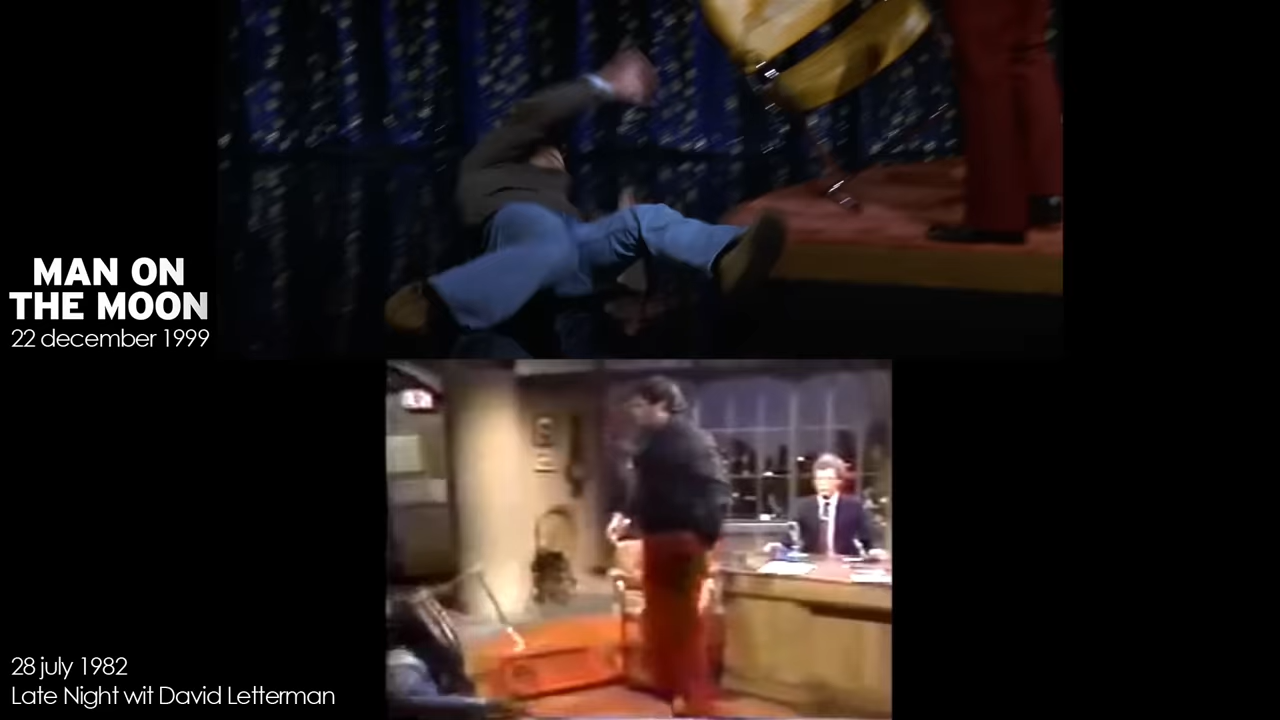 MAN ON
THE MOON
22 december 1999
28 july 1982
Late Night wit David Letterman